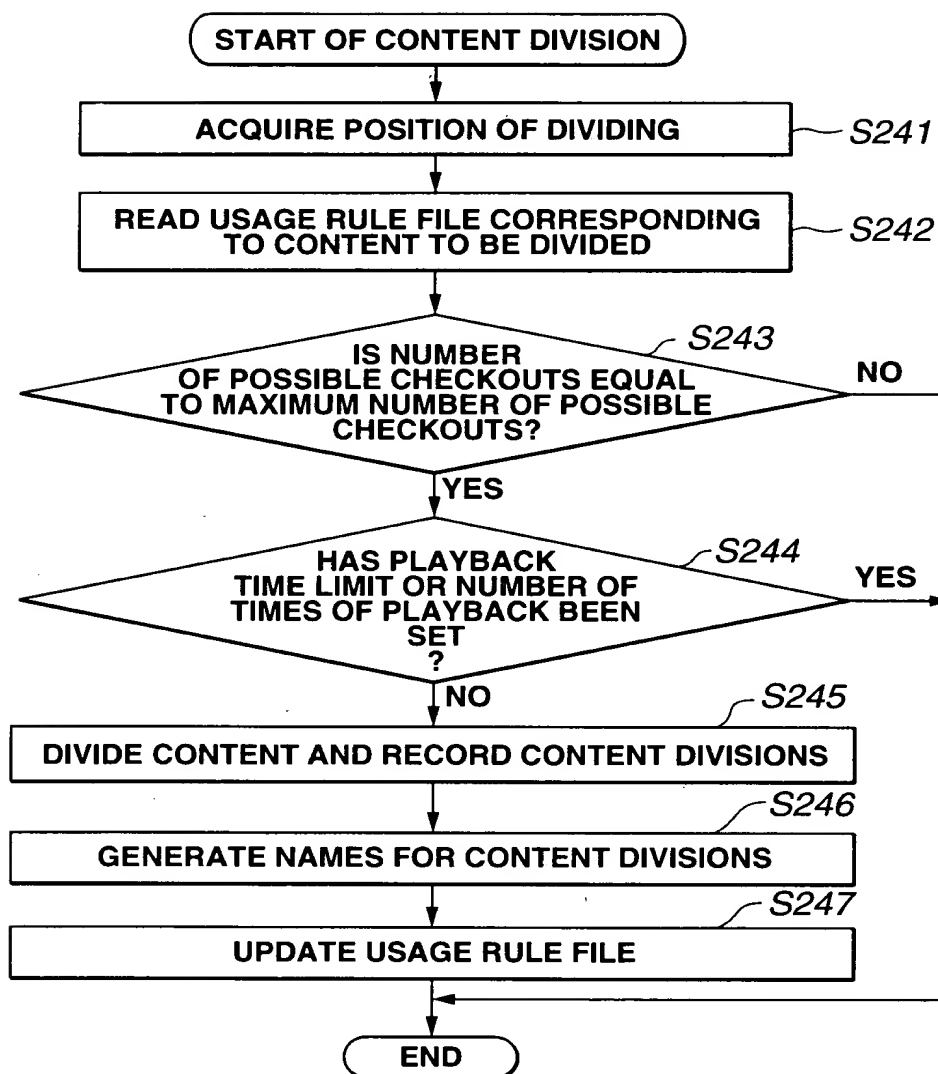 START OF CONTENT DIVISION
ACQUIRE POSITION OF DIVIDING
S241
READ USAGE RULE FILE CORRESPONDING
TO CONTENT TO BE DIVIDED
S242
S243
IS NUMBER
OF POSSIBLE CHECKOUTS EQUAL
TO MAXIMUM NUMBER OF POSSIBLE
CHECKOUTS?
NO
YES
S244
HAS PLAYBACK
TIME LIMIT OR NUMBER OF
TIMES OF PLAYBACK BEEN
SET
?
YES
NO
S245
DIVIDE CONTENT AND RECORD CONTENT DIVISIONS
S246
GENERATE NAMES FOR CONTENT DIVISIONS
S247
UPDATE USAGE RULE FILE
END